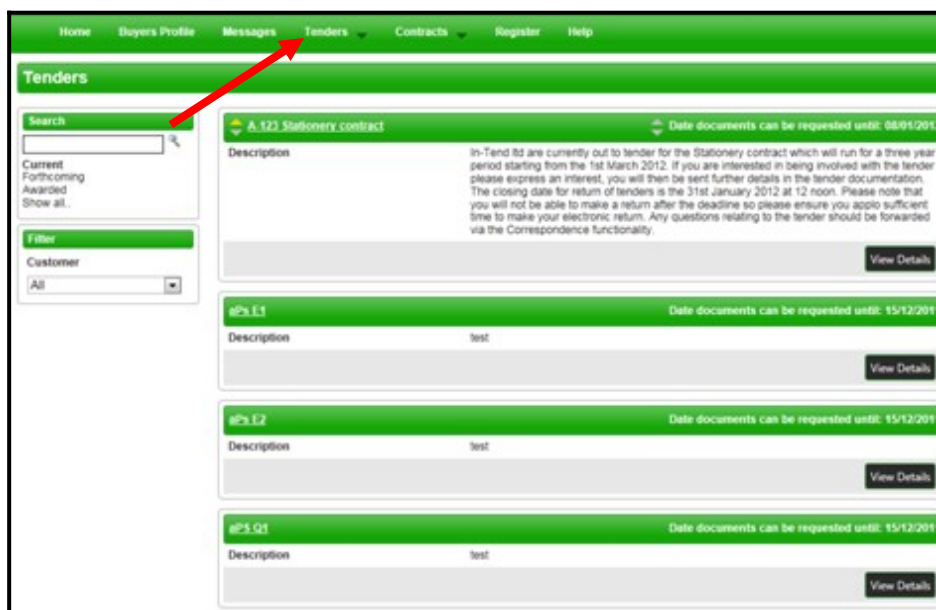 Home Buyers Profile Messages Tenders Contracts Register Help
Tenders
Search
Current
Forthcoming
Awarded
Show all..
Filter
Customer
All
A 123 Stationery contract Date documents can be requested until: 08/01/201
Description
In-Tend ltd are currently out to tender for the Stationery contract which will run for a three year
period starting from the 1st March 2012. If you are interested in being involved with the tender
please express an interest, you will then be sent further details in the tender documentation.
The closing date for return of tenders is the 31st January 2012 at 12 noon. Please note that
you will not be able to make a return after the deadline so please ensure you applo sufficient
time to make your electronic return. Any questions relating to the tender should be forwarded
via the Correspondence functionality.
View Details
aPs E1 Date documents can be requested until: 15/12/201
Description test
View Details
aPs E2 Date documents can be requested until: 15/12/201
Description test
View Details
aPS Q1 Date documents can be requested until: 15/12/201
Description test
View Details